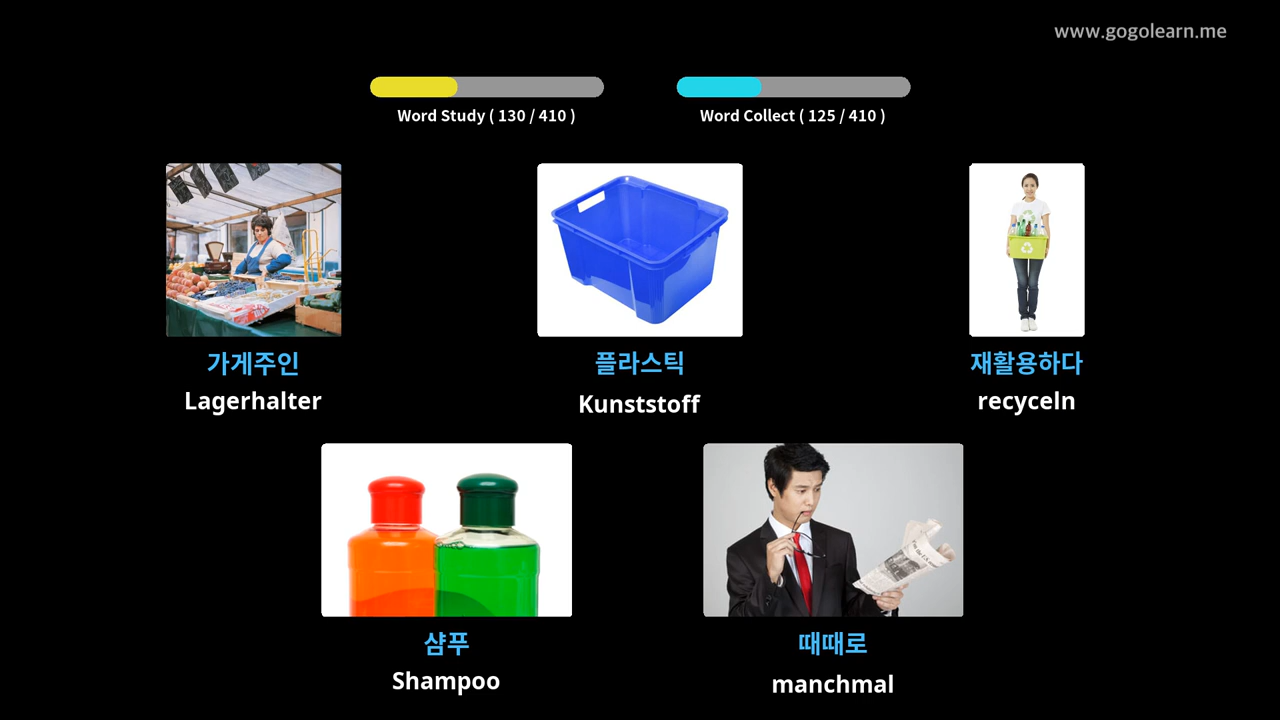 www.gogolearn.me
Word Study ( 130 / 410 )
Word Collect ( 125 / 410 )
가게주인
Lagerhalter
플라스틱
Kunststoff
재활용하다
recyceln
샴푸
Shampoo
때때로
manchmal